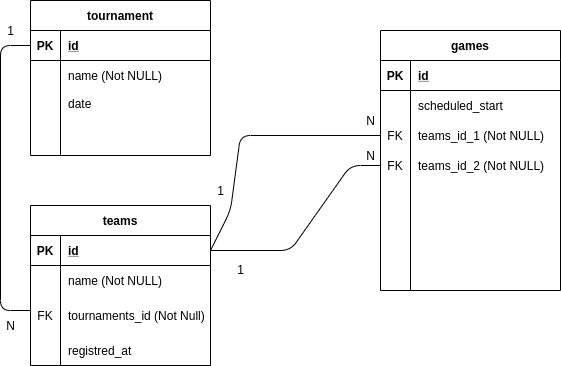 tournament
1
PK id
name (Not NULL)
date
games
PK id
scheduled_start
N
FK teams_id_1 (Not NULL)
N
FK teams_id_2 (Not NULL)
1
teams
PK id
1
name (Not NULL)
FK tournaments_id (Not Null)
N
registred_at